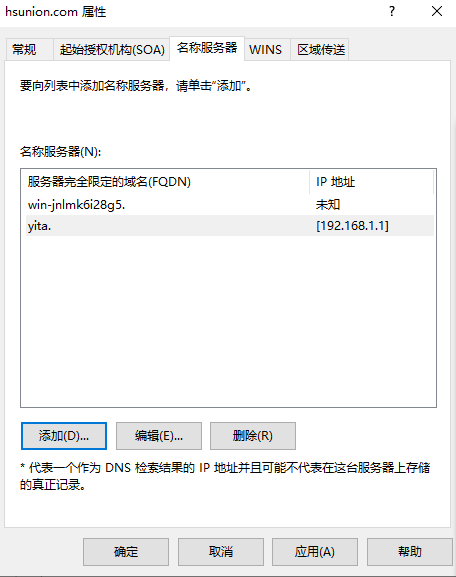 hsunion.com 属性
常规 起始授权机构(SOA) 名称服务器 WINS 区域传送
要向列表中添加名称服务器，请单击“添加”。
名称服务器(N):
服务器完全限定的域名(FQDN) IP 地址
win-jnlmk6i28g5. 未知
yita. [192.168.1.1]
添加(D)... 编辑(E)... 删除(R)
* 代表一个作为 DNS 检索结果的 IP 地址并且可能不代表在这台服务器上存储
的真正记录。
确定 取消 应用(A) 帮助